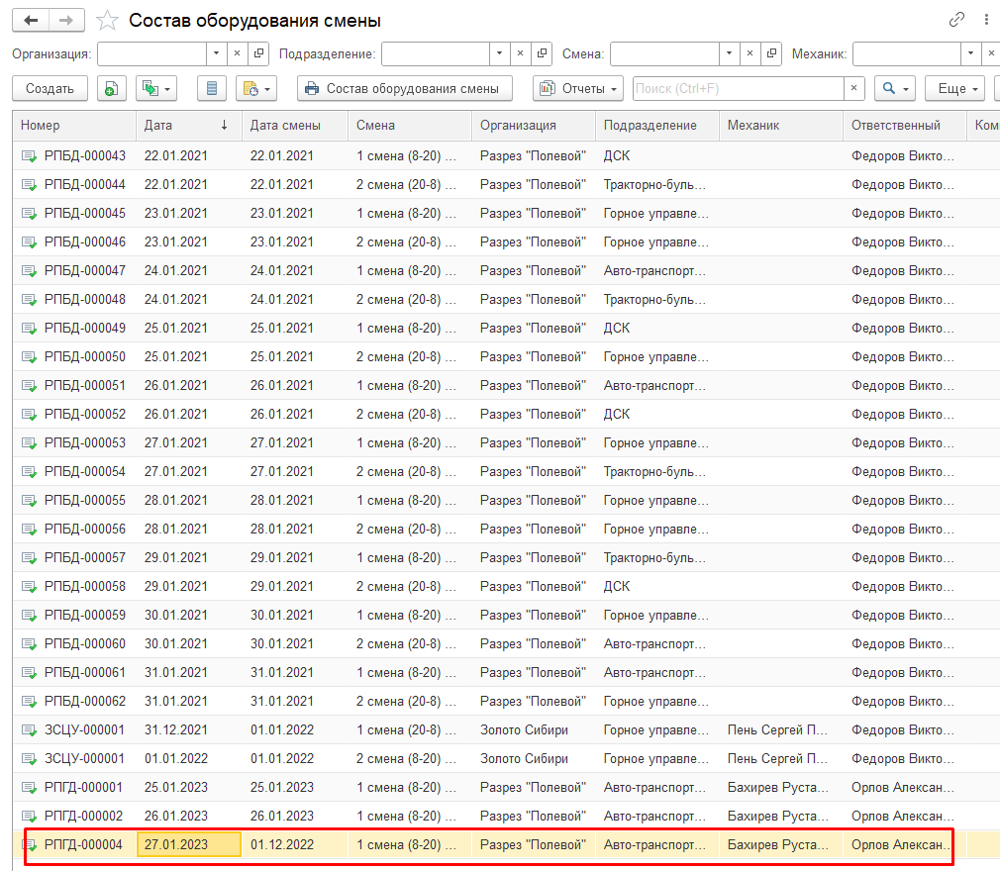 Состав оборудования смены
Организация: Подразделение: Смена: Механик:
Создать Состав оборудования смены Отчеты Поиск (Ctrl+F) Еще
Номер Дата ↓ Дата смены Смена Организация Подразделение Механик Ответственный Ком
РПБД-000043 22.01.2021 22.01.2021 1 смена (8-20) ... Разрез "Полевой" ДСК Федоров Викто...
РПБД-000044 22.01.2021 22.01.2021 2 смена (20-8) ... Разрез "Полевой" Тракторно-буль... Федоров Викто...
РПБД-000045 23.01.2021 23.01.2021 1 смена (8-20) ... Разрез "Полевой" Горное управле... Федоров Викто...
РПБД-000046 23.01.2021 23.01.2021 2 смена (20-8) ... Разрез "Полевой" Горное управле... Федоров Викто...
РПБД-000047 24.01.2021 24.01.2021 1 смена (8-20) ... Разрез "Полевой" Авто-транспорт... Федоров Викто...
РПБД-000048 24.01.2021 24.01.2021 2 смена (20-8) ... Разрез "Полевой" Тракторно-буль... Федоров Викто...
РПБД-000049 25.01.2021 25.01.2021 1 смена (8-20) ... Разрез "Полевой" ДСК Федоров Викто...
РПБД-000050 25.01.2021 25.01.2021 2 смена (20-8) ... Разрез "Полевой" Горное управле... Федоров Викто...
РПБД-000051 26.01.2021 26.01.2021 1 смена (8-20) ... Разрез "Полевой" Авто-транспорт... Федоров Викто...
РПБД-000052 26.01.2021 26.01.2021 2 смена (20-8) ... Разрез "Полевой" ДСК Федоров Викто...
РПБД-000053 27.01.2021 27.01.2021 1 смена (8-20) ... Разрез "Полевой" Горное управле... Федоров Викто...
РПБД-000054 27.01.2021 27.01.2021 2 смена (20-8) ... Разрез "Полевой" Тракторно-буль... Федоров Викто...
РПБД-000055 28.01.2021 28.01.2021 1 смена (8-20) ... Разрез "Полевой" Горное управле... Федоров Викто...
РПБД-000056 28.01.2021 28.01.2021 2 смена (20-8) ... Разрез "Полевой" Горное управле... Федоров Викто...
РПБД-000057 29.01.2021 29.01.2021 1 смена (8-20) ... Разрез "Полевой" Тракторно-буль... Федоров Викто...
РПБД-000058 29.01.2021 29.01.2021 2 смена (20-8) ... Разрез "Полевой" ДСК Федоров Викто...
РПБД-000059 30.01.2021 30.01.2021 1 смена (8-20) ... Разрез "Полевой" Горное управле... Федоров Викто...
РПБД-000060 30.01.2021 30.01.2021 2 смена (20-8) ... Разрез "Полевой" Авто-транспорт... Федоров Викто...
РПБД-000061 31.01.2021 31.01.2021 1 смена (8-20) ... Разрез "Полевой" Авто-транспорт... Федоров Викто...
РПБД-000062 31.01.2021 31.01.2021 2 смена (20-8) ... Разрез "Полевой" Горное управле... Федоров Викто...
ЗСЦУ-000001 31.12.2021 01.01.2022 1 смена (20-8) ... Золото Сибири Горное управле... Пень Сергей П... Федоров Викто...
ЗСЦУ-000001 01.01.2022 01.01.2022 2 смена (8-20) ... Золото Сибири Горное управле... Пень Сергей П... Федоров Викто...
РПГД-000001 25.01.2023 25.01.2023 1 смена (8-20) ... Разрез "Полевой" Авто-транспорт... Бахирев Руста... Орлов Алексан...
РПГД-000002 26.01.2023 26.01.2023 1 смена (8-20) ... Разрез "Полевой" Авто-транспорт... Бахирев Руста... Орлов Алексан...
РПГД-000004 27.01.2023 01.12.2022 1 смена (8-20) ... Разрез "Полевой" Авто-транспорт... Бахирев Руста... Орлов Алексан...